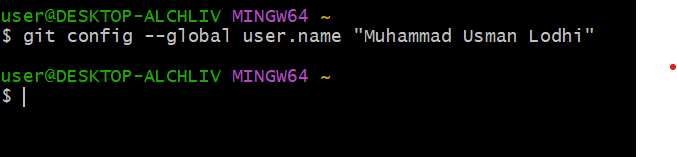 user@DESKTOP-ALCHLIV MINGW64 ~
$ git config --global user.name "Muhammad Usman Lodhi"
user@DESKTOP-ALCHLIV MINGW64 ~
$